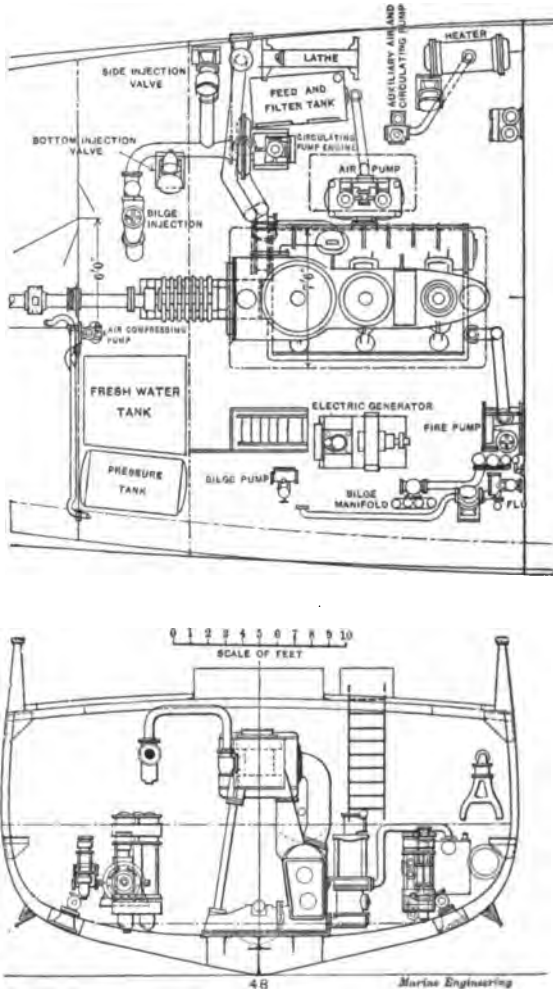 AUXILIARY AIR AND
CIRCULATING PUMP
HEATER
LATHE
SIDE INJECTION
VALVE
FEED AND
FILTER TANK
BOTTOM INJECTION
VALVE
CIRCULATING
PUMP ENGINE
AIR PUMP
BILGE
INJECTION
6'0"
AIR COMPRESSING
PUMP
FRESH WATER
TANK
ELECTRIC GENERATOR
FIRE PUMP
PRESSURE
TANK
BILGE PUMP
BILGE
MANIFOLD
FLU
0 1 2 3 4 5 6 7 8 9 10
SCALE OF FEET
48
Marine Engineering